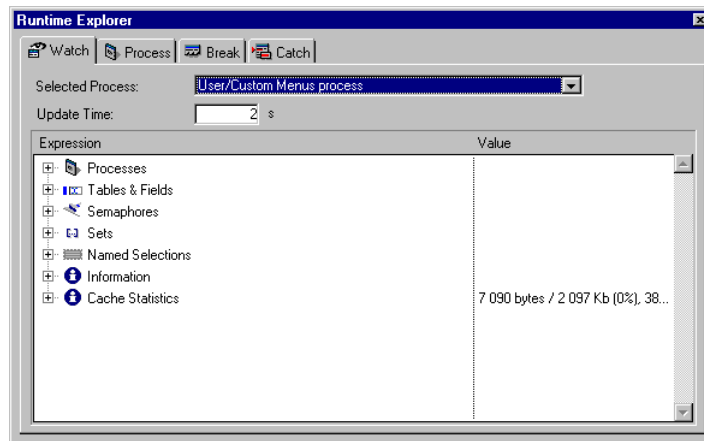 Runtime Explorer
Watch Process Break Catch
Selected Process: User/Custom Menus process
Update Time: 2 s
Expression Value
Processes
Tables & Fields
Semaphores
Sets
Named Selections
Information
Cache Statistics 7 090 bytes / 2 097 Kb (0%), 38...